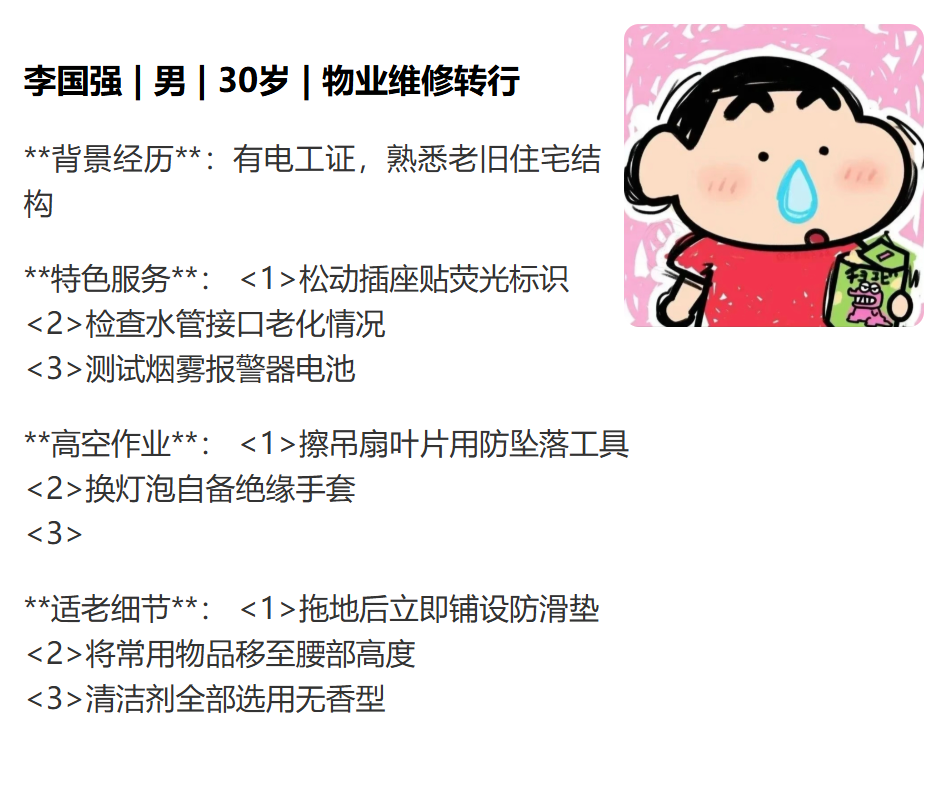 李国强 | 男 | 30岁 | 物业维修转行
**背景经历**：有电工证，熟悉老旧住宅结
构
**特色服务**： <1>松动插座贴荧光标识
<2>检查水管接口老化情况
<3>测试烟雾报警器电池
**高空作业**： <1>擦吊扇叶片用防坠落工具
<2>换灯泡自备绝缘手套
<3>
**适老细节**： <1>拖地后立即铺设防滑垫
<2>将常用物品移至腰部高度
<3>清洁剂全部选用无香型